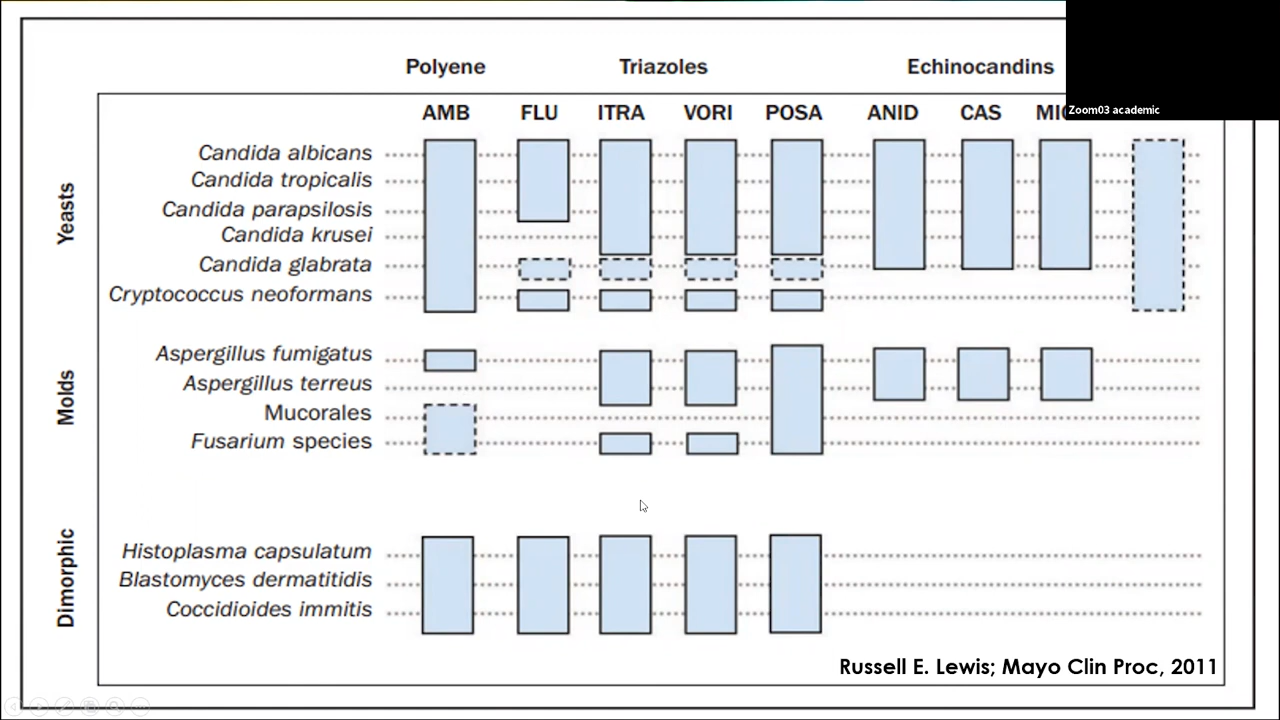 Polyene Triazoles Echinocandins
Zoom03 academic
AMB FLU ITRA VORI POSA ANID CAS
Yeasts
Candida albicans
Candida tropicalis
Candida parapsilosis
Candida krusei
Candida glabrata
Cryptococcus neoformans
Molds
Aspergillus fumigatus
Aspergillus terreus
Mucorales
Fusarium species
Dimorphic
Histoplasma capsulatum
Blastomyces dermatitidis
Coccidioides immitis
Russell E. Lewis; Mayo Clin Proc, 2011